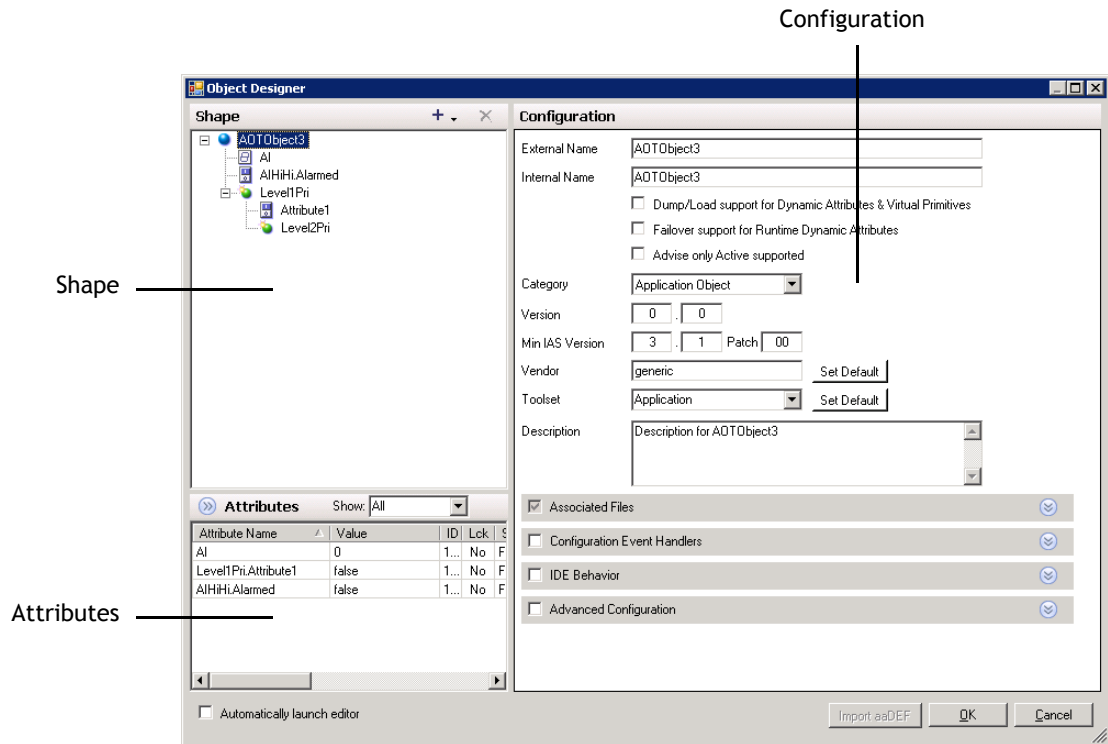 Configuration
Object Designer
Shape
AOTObject3
AI
AIHiHi.Alarmed
Level1Pri
Attribute1
Level2Pri
Shape
Attributes Show: All
Attribute Name Value ID Lck S
AI 0 1... No F
Level1Pri.Attribute1 false 1... No F
AIHiHi.Alarmed false 1... No F
Attributes
Automatically launch editor
Configuration
External Name AOTObject3
Internal Name AOTObject3
Dump/Load support for Dynamic Attributes & Virtual Primitives
Failover support for Runtime Dynamic Attributes
Advise only Active supported
Category Application Object
Version 0 . 0
Min IAS Version 3 . 1 Patch 00
Vendor generic Set Default
Toolset Application Set Default
Description Description for AOTObject3
Associated Files
Configuration Event Handlers
IDE Behavior
Advanced Configuration
Import aaDEF OK Cancel